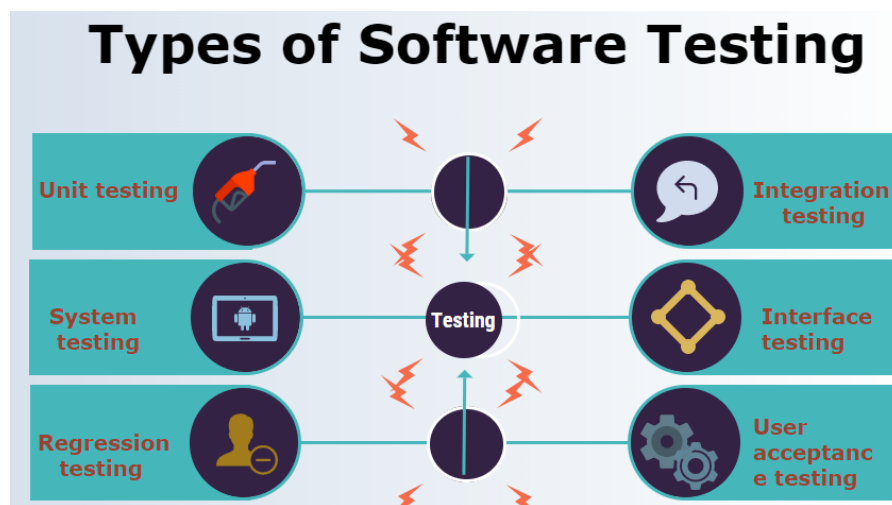 Types of Software Testing
Unit testing
Integration
testing
System
testing
Testing
Interface
testing
Regression
testing
User
acceptanc
e testing